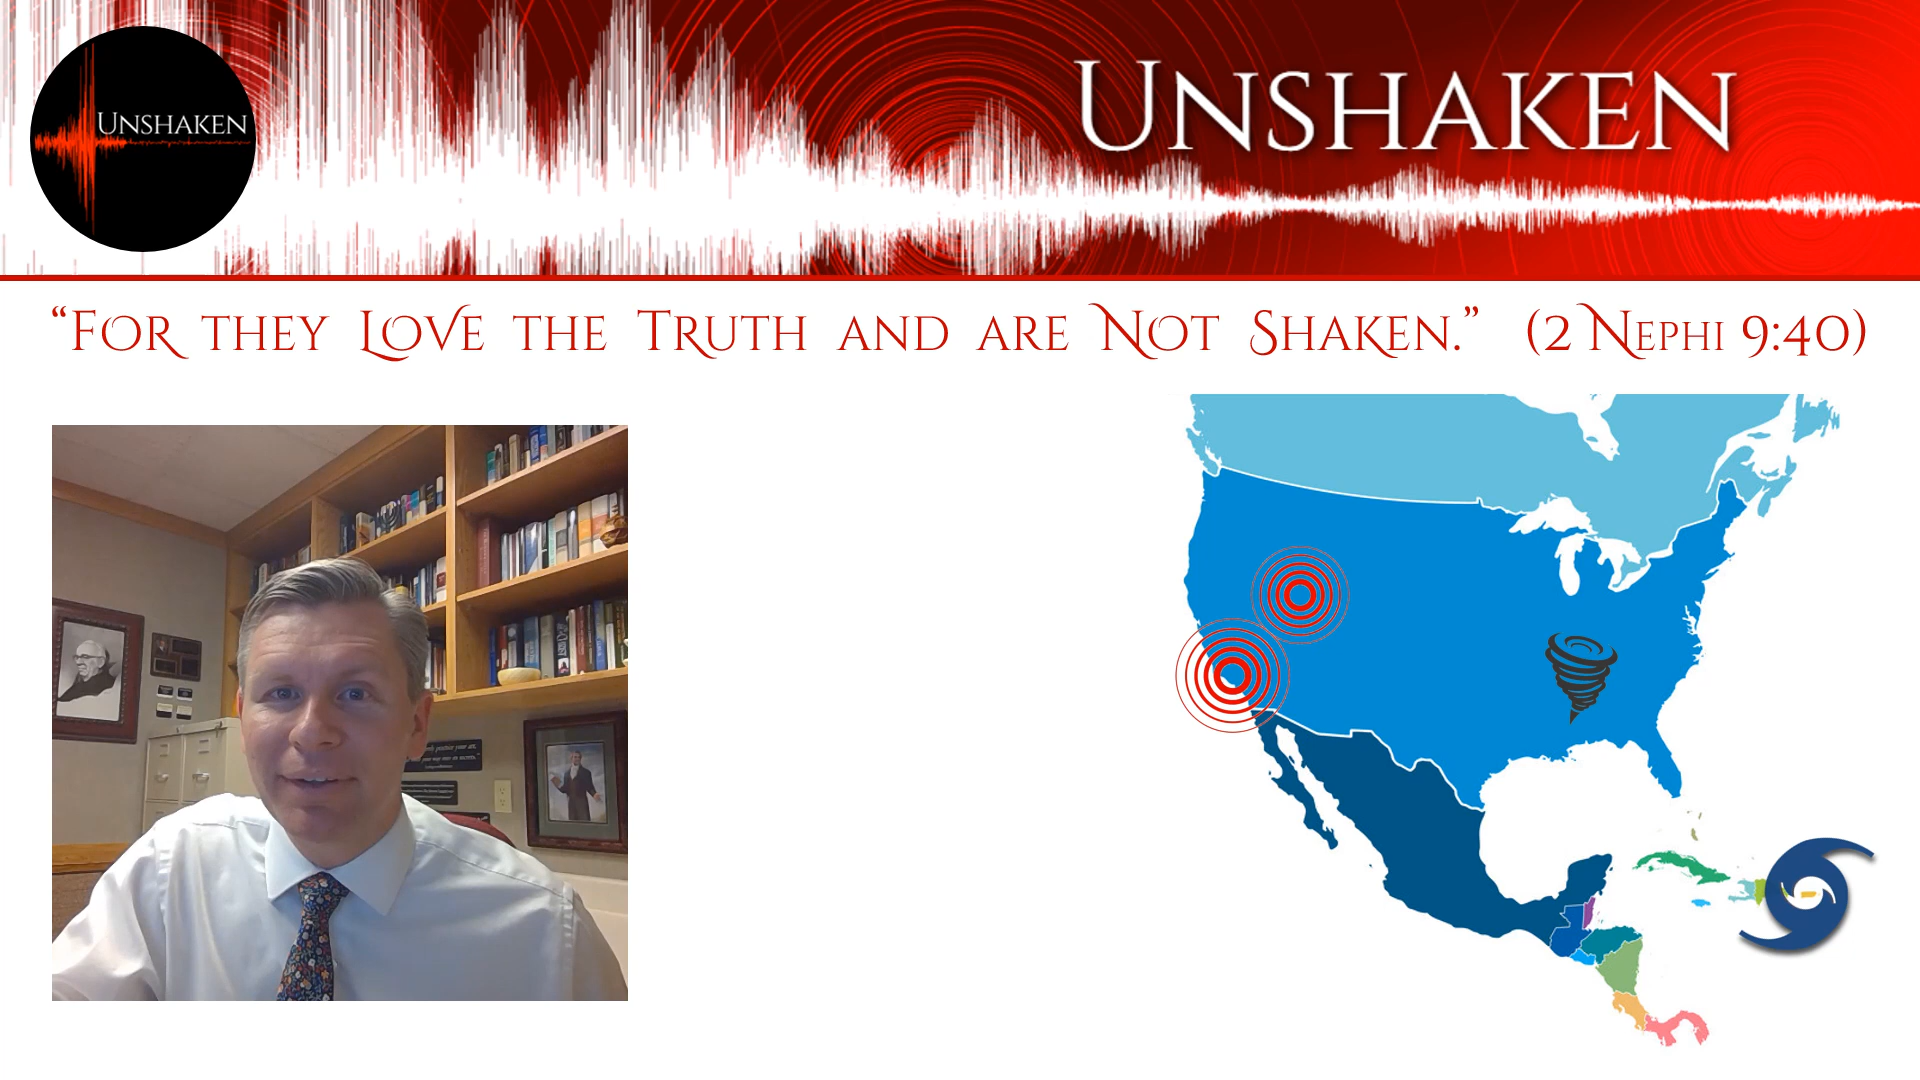 UNSHAKEN
UNSHAKEN
“FOR THEY LOVE THE TRUTH AND ARE NOT SHAKEN.” (2 NEPHI 9:40)